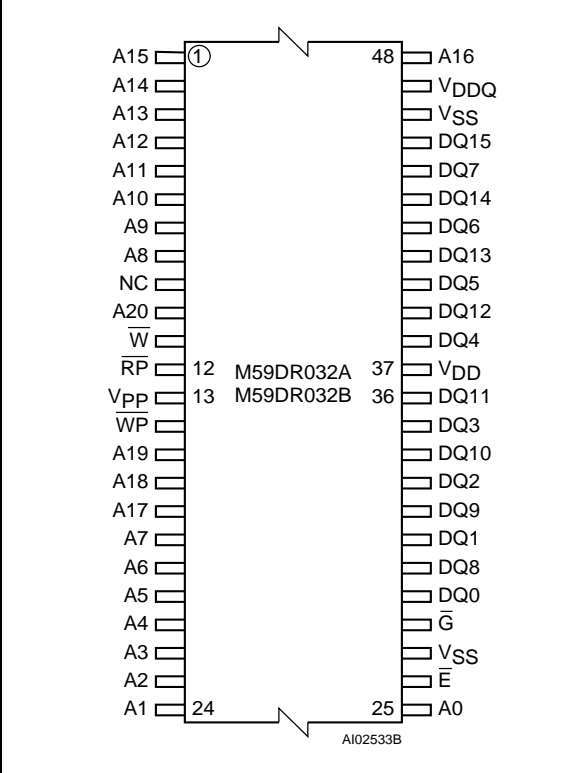 A15 1 48 A16
A14 VDDQ
A13 VSS
A12 DQ15
A11 DQ7
A10 DQ14
A9 DQ6
A8 DQ13
NC DQ5
A20 DQ12
W̅ DQ4
R̅P̅ 12 M59DR032A 37 VDD
VPP 13 M59DR032B 36 DQ11
W̅P̅ DQ3
A19 DQ10
A18 DQ2
A17 DQ9
A7 DQ1
A6 DQ8
A5 DQ0
A4 G̅
A3 VSS
A2 E̅
A1 24 25 A0
AI02533B